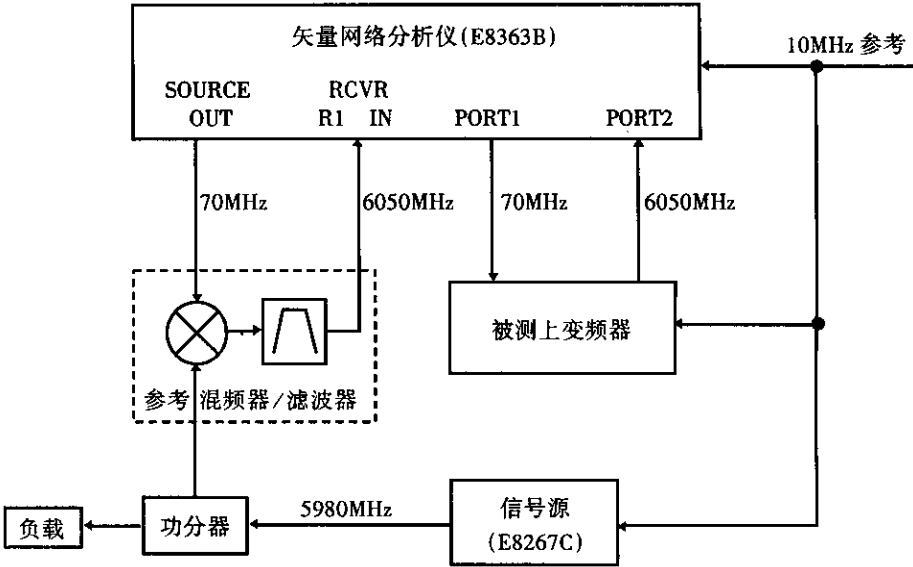 矢量网络分析仪(E8363B)
10MHz 参考
SOURCE OUT
RCVR
R1 IN
PORT1
PORT2
70MHz
6050MHz
70MHz
6050MHz
被测上变频器
参考 混频器/滤波器
5980MHz
信号源
(E8267C)
功分器
负载